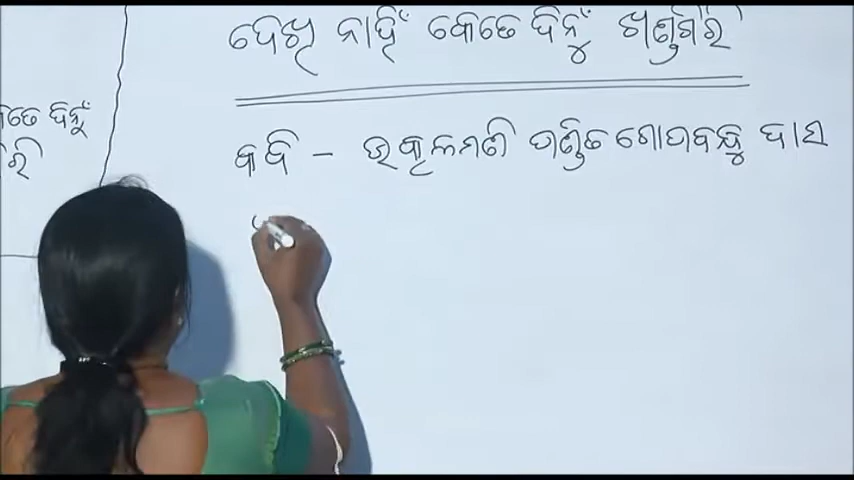 ଦେଖି ନାହିଁ କେତେ ଦିନୁଁ ଖଣ୍ଡଗିରି
କେତେ ଦିନୁଁ
ରି
କବି - ଉତ୍କଳମଣି ପଣ୍ଡିତ ଗୋପବନ୍ଧୁ ଦାସ